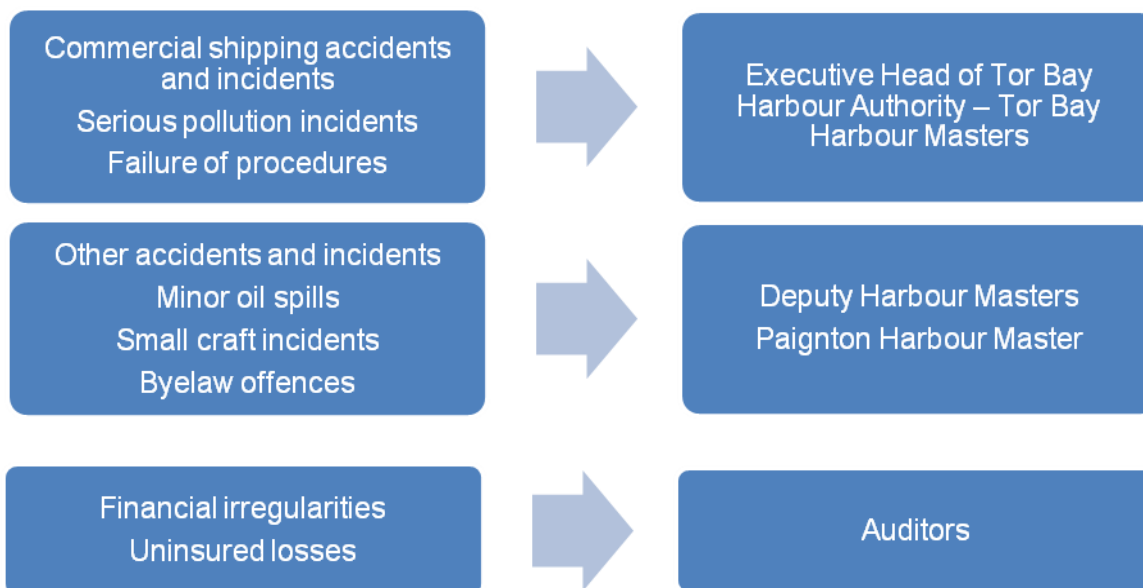 Commercial shipping accidents
and incidents
Serious pollution incidents
Failure of procedures
Executive Head of Tor Bay
Harbour Authority – Tor Bay
Harbour Masters
Other accidents and incidents
Minor oil spills
Small craft incidents
Byelaw offences
Deputy Harbour Masters
Paignton Harbour Master
Financial irregularities
Uninsured losses
Auditors